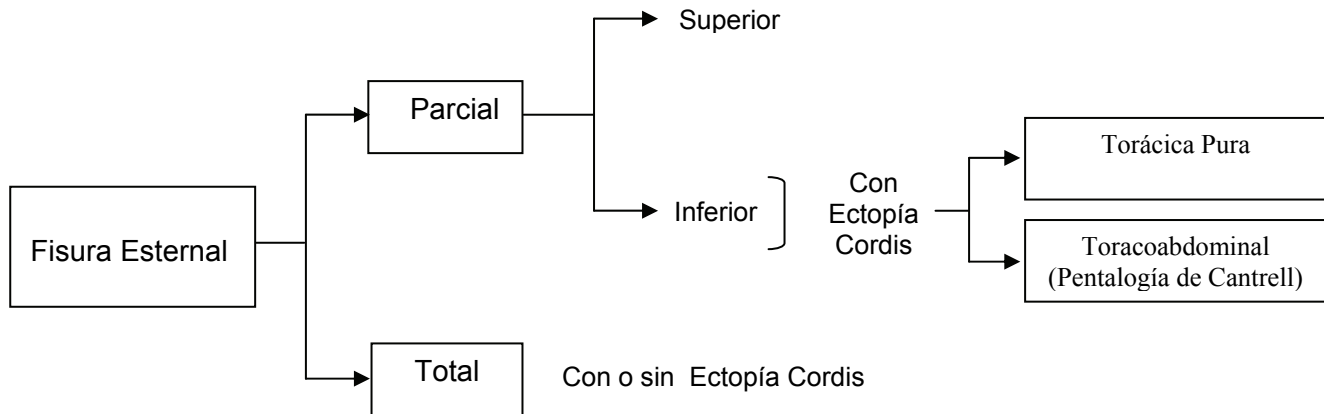 Superior
Parcial
Torácica Pura
Inferior
Con
Ectopía
Cordis
Fisura Esternal
Toracoabdominal
(Pentalogía de Cantrell)
Total
Con o sin Ectopía Cordis